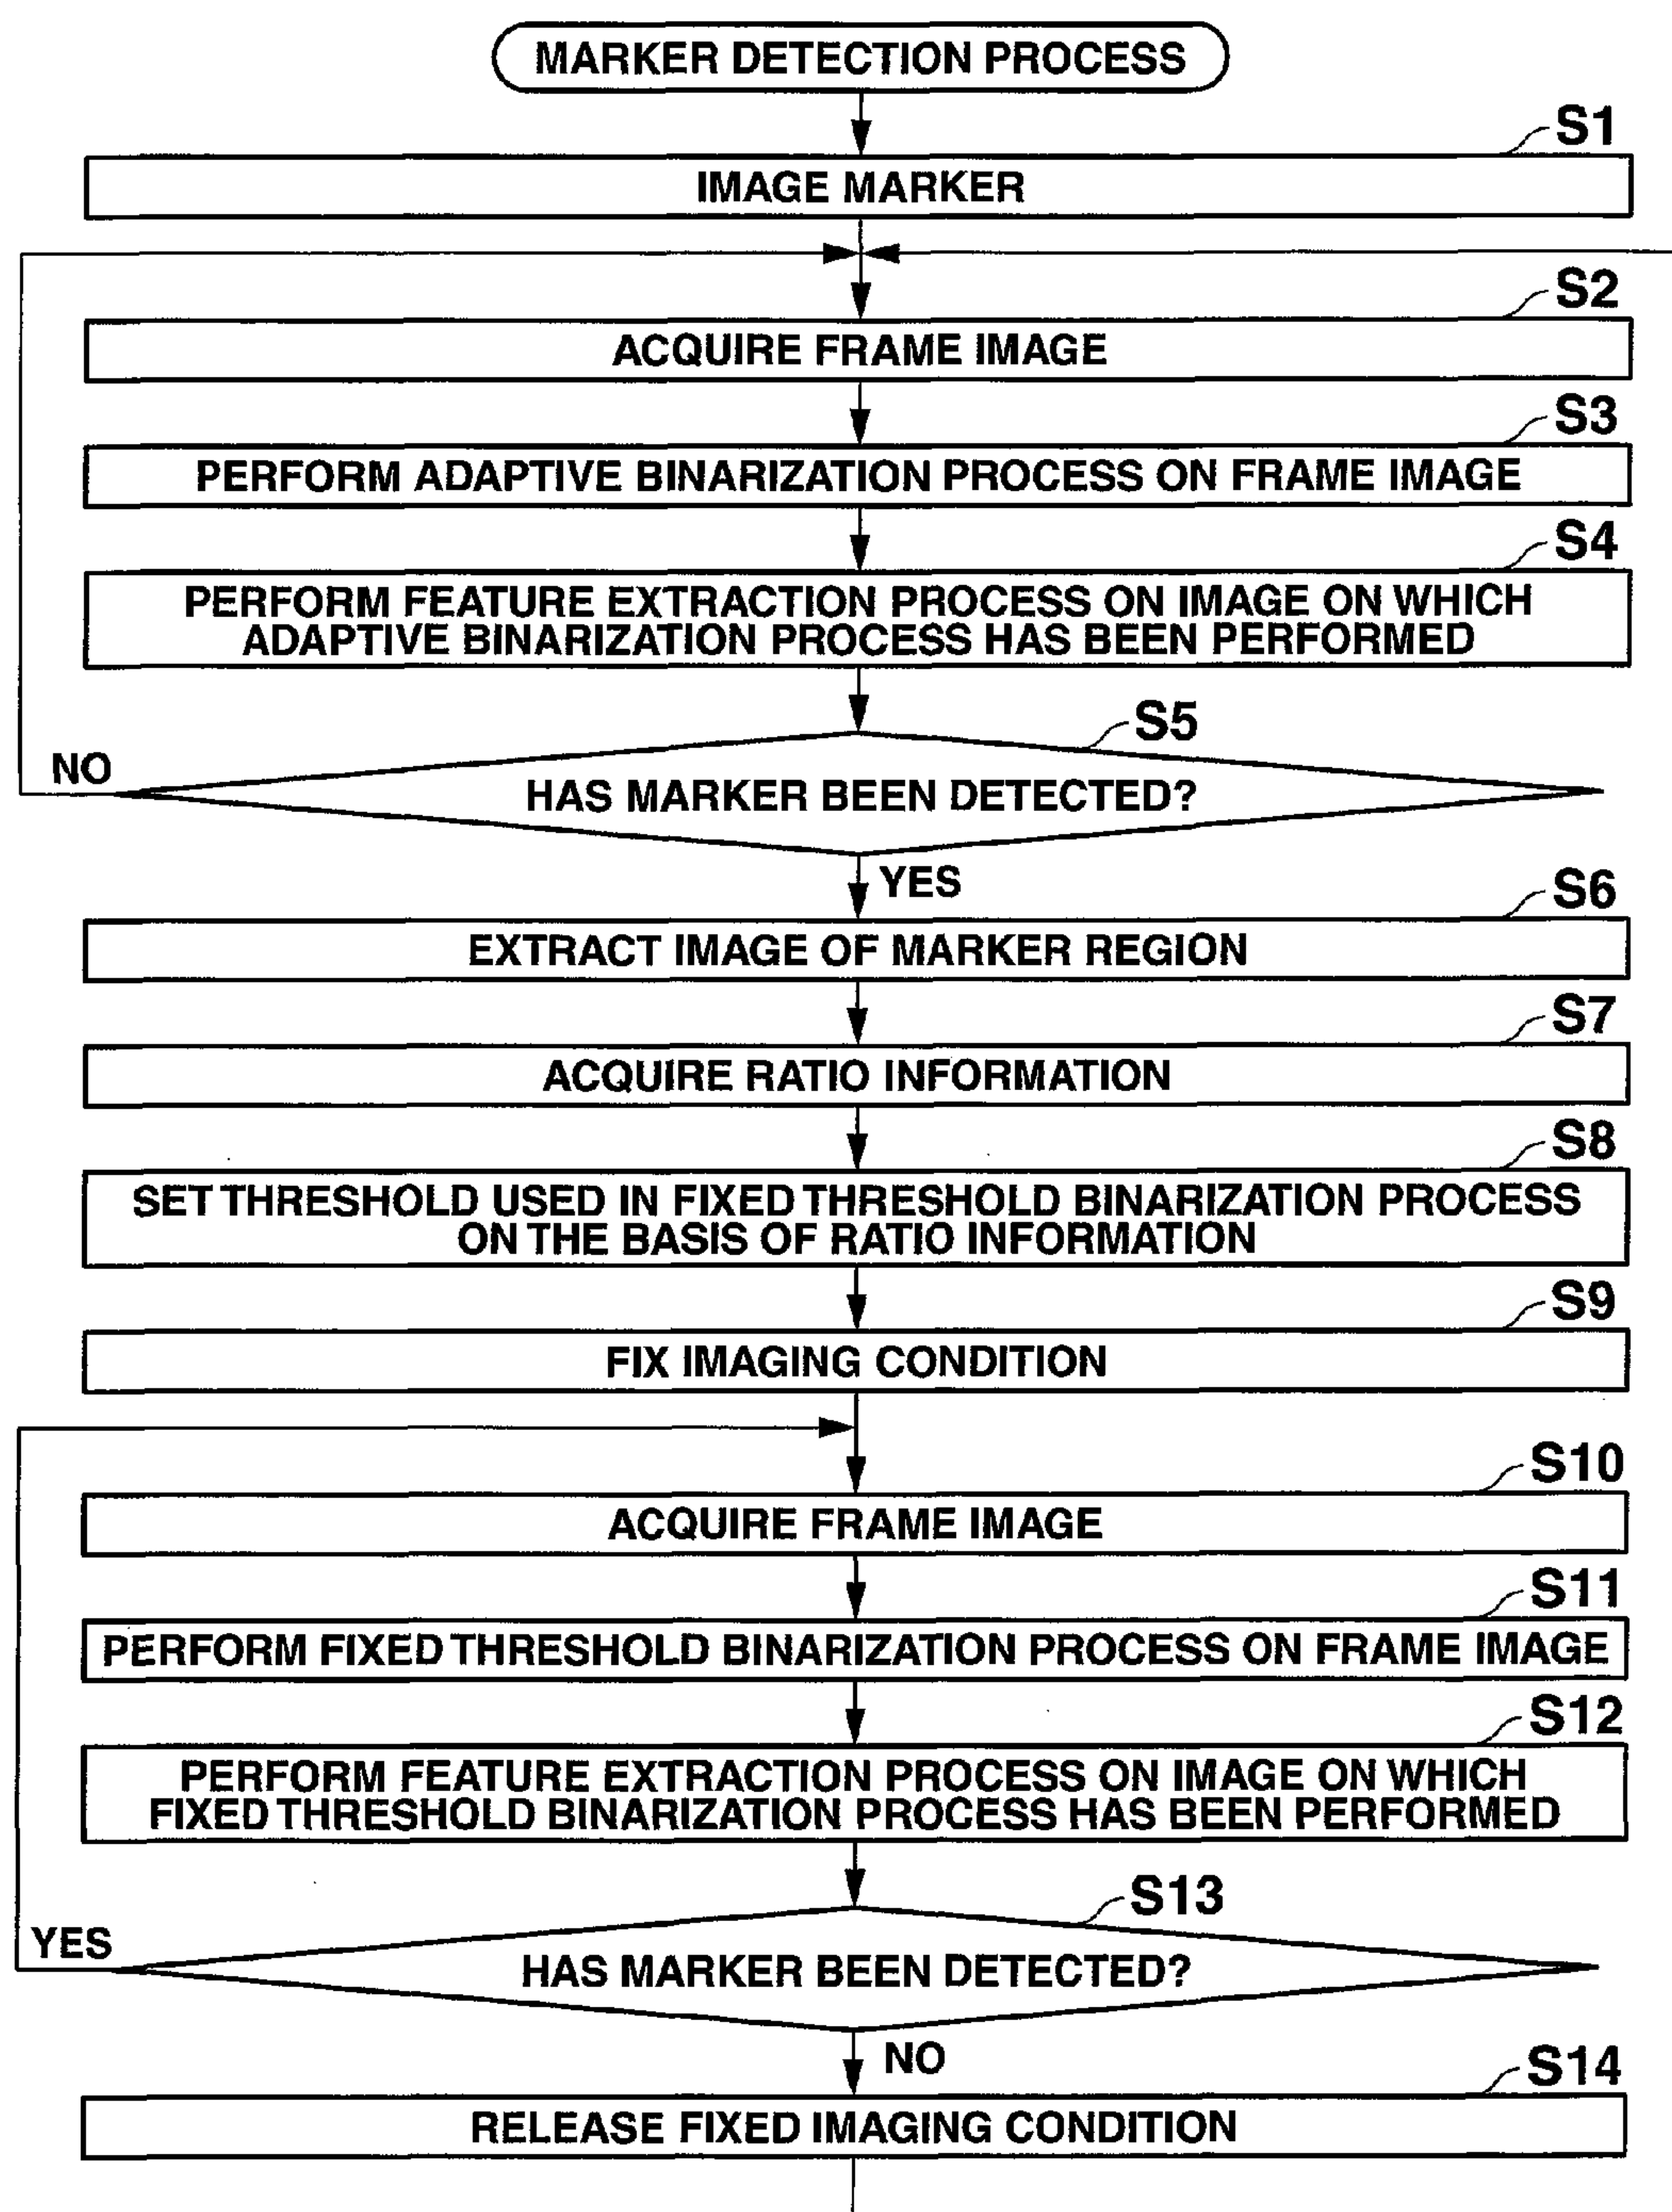 MARKER DETECTION PROCESS
S1
IMAGE MARKER
S2
ACQUIRE FRAME IMAGE
S3
PERFORM ADAPTIVE BINARIZATION PROCESS ON FRAME IMAGE
S4
PERFORM FEATURE EXTRACTION PROCESS ON IMAGE ON WHICH
ADAPTIVE BINARIZATION PROCESS HAS BEEN PERFORMED
S5
NO
HAS MARKER BEEN DETECTED?
YES
S6
EXTRACT IMAGE OF MARKER REGION
S7
ACQUIRE RATIO INFORMATION
S8
SET THRESHOLD USED IN FIXED THRESHOLD BINARIZATION PROCESS
ON THE BASIS OF RATIO INFORMATION
S9
FIX IMAGING CONDITION
S10
ACQUIRE FRAME IMAGE
S11
PERFORM FIXED THRESHOLD BINARIZATION PROCESS ON FRAME IMAGE
S12
PERFORM FEATURE EXTRACTION PROCESS ON IMAGE ON WHICH
FIXED THRESHOLD BINARIZATION PROCESS HAS BEEN PERFORMED
S13
YES
HAS MARKER BEEN DETECTED?
NO
S14
RELEASE FIXED IMAGING CONDITION